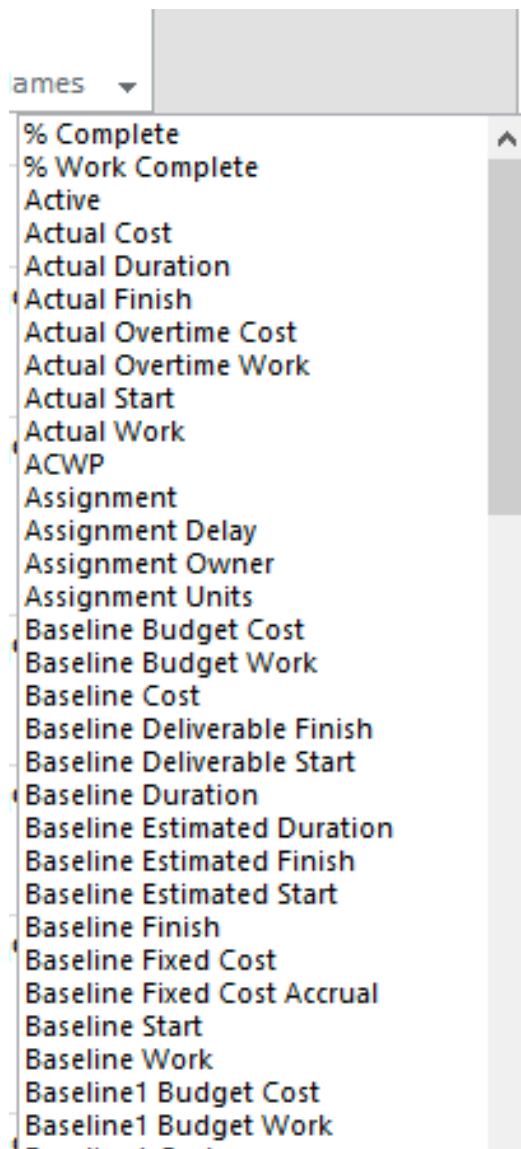 ames
% Complete
% Work Complete
Active
Actual Cost
Actual Duration
Actual Finish
Actual Overtime Cost
Actual Overtime Work
Actual Start
Actual Work
ACWP
Assignment
Assignment Delay
Assignment Owner
Assignment Units
Baseline Budget Cost
Baseline Budget Work
Baseline Cost
Baseline Deliverable Finish
Baseline Deliverable Start
Baseline Duration
Baseline Estimated Duration
Baseline Estimated Finish
Baseline Estimated Start
Baseline Finish
Baseline Fixed Cost
Baseline Fixed Cost Accrual
Baseline Start
Baseline Work
Baseline1 Budget Cost
Baseline1 Budget Work